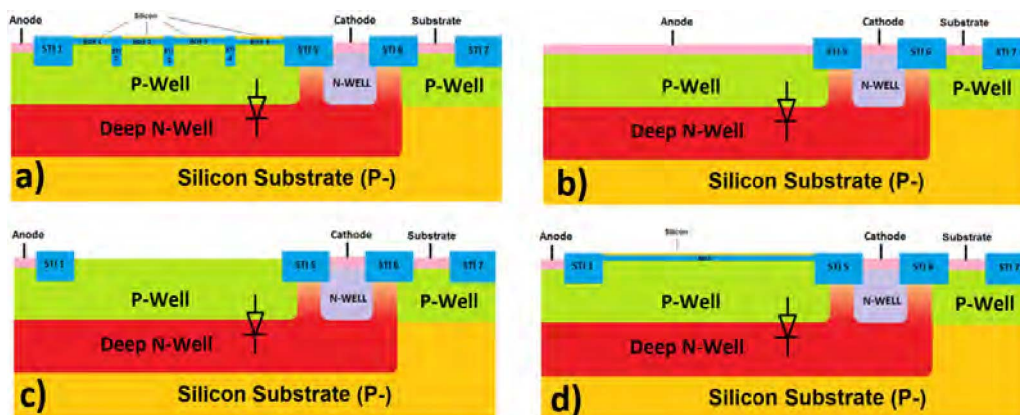 Anode Silicon Cathode Substrate
STI 1 STI 5 STI 6 STI 7
P-Well N-WELL P-Well
Deep N-Well
a) Silicon Substrate (P-)
Anode Cathode Substrate
STI 5 STI 6 STI 7
P-Well N-WELL P-Well
Deep N-Well
b) Silicon Substrate (P-)
Anode Cathode Substrate
STI 1 STI 5 STI 6 STI 7
P-Well N-WELL P-Well
Deep N-Well
c) Silicon Substrate (P-)
Anode Silicon Cathode Substrate
STI 1 STI 5 STI 6 STI 7
P-Well N-WELL P-Well
Deep N-Well
d) Silicon Substrate (P-)